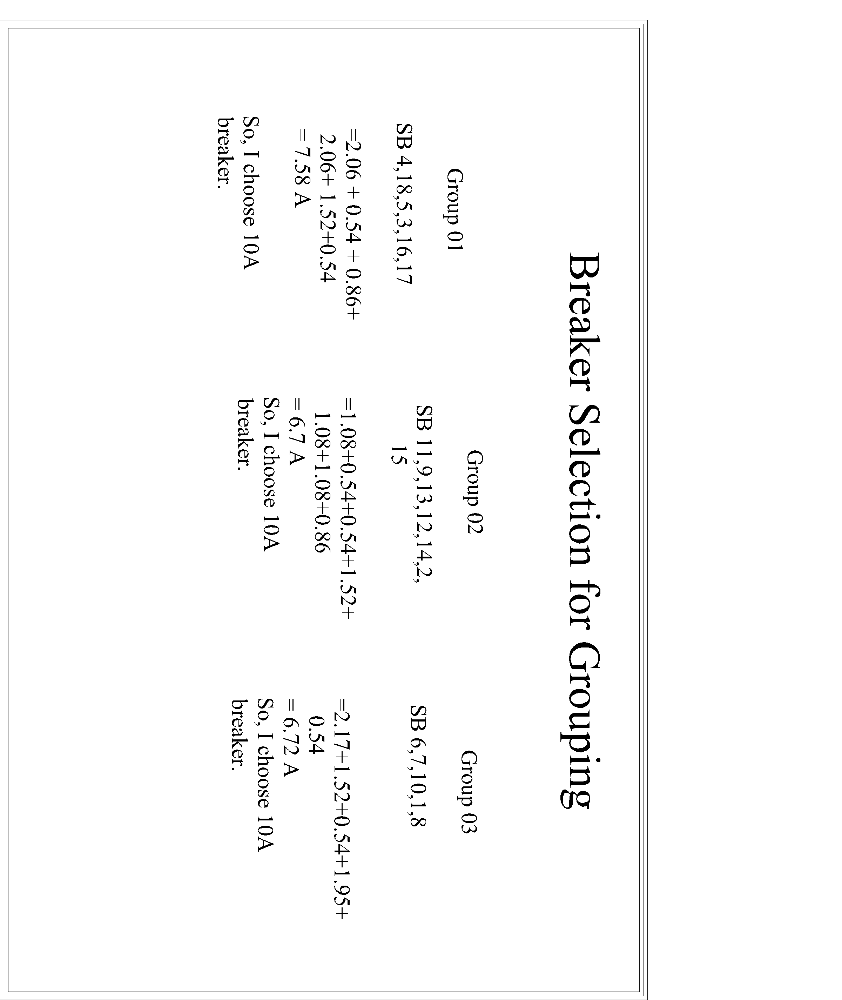 Breaker Selection for Grouping
Group 01
SB 4,18,5,3,16,17
=2.06 + 0.54 + 0.86+
2.06+ 1.52+0.54
= 7.58 A
So, I choose 10A
breaker.
Group 02
SB 11,9,13,12,14,2,
15
=1.08+0.54+0.54+1.52+
1.08+1.08+0.86
= 6.7 A
So, I choose 10A
breaker.
Group 03
SB 6,7,10,1,8
=2.17+1.52+0.54+1.95+
0.54
= 6.72 A
So, I choose 10A
breaker.